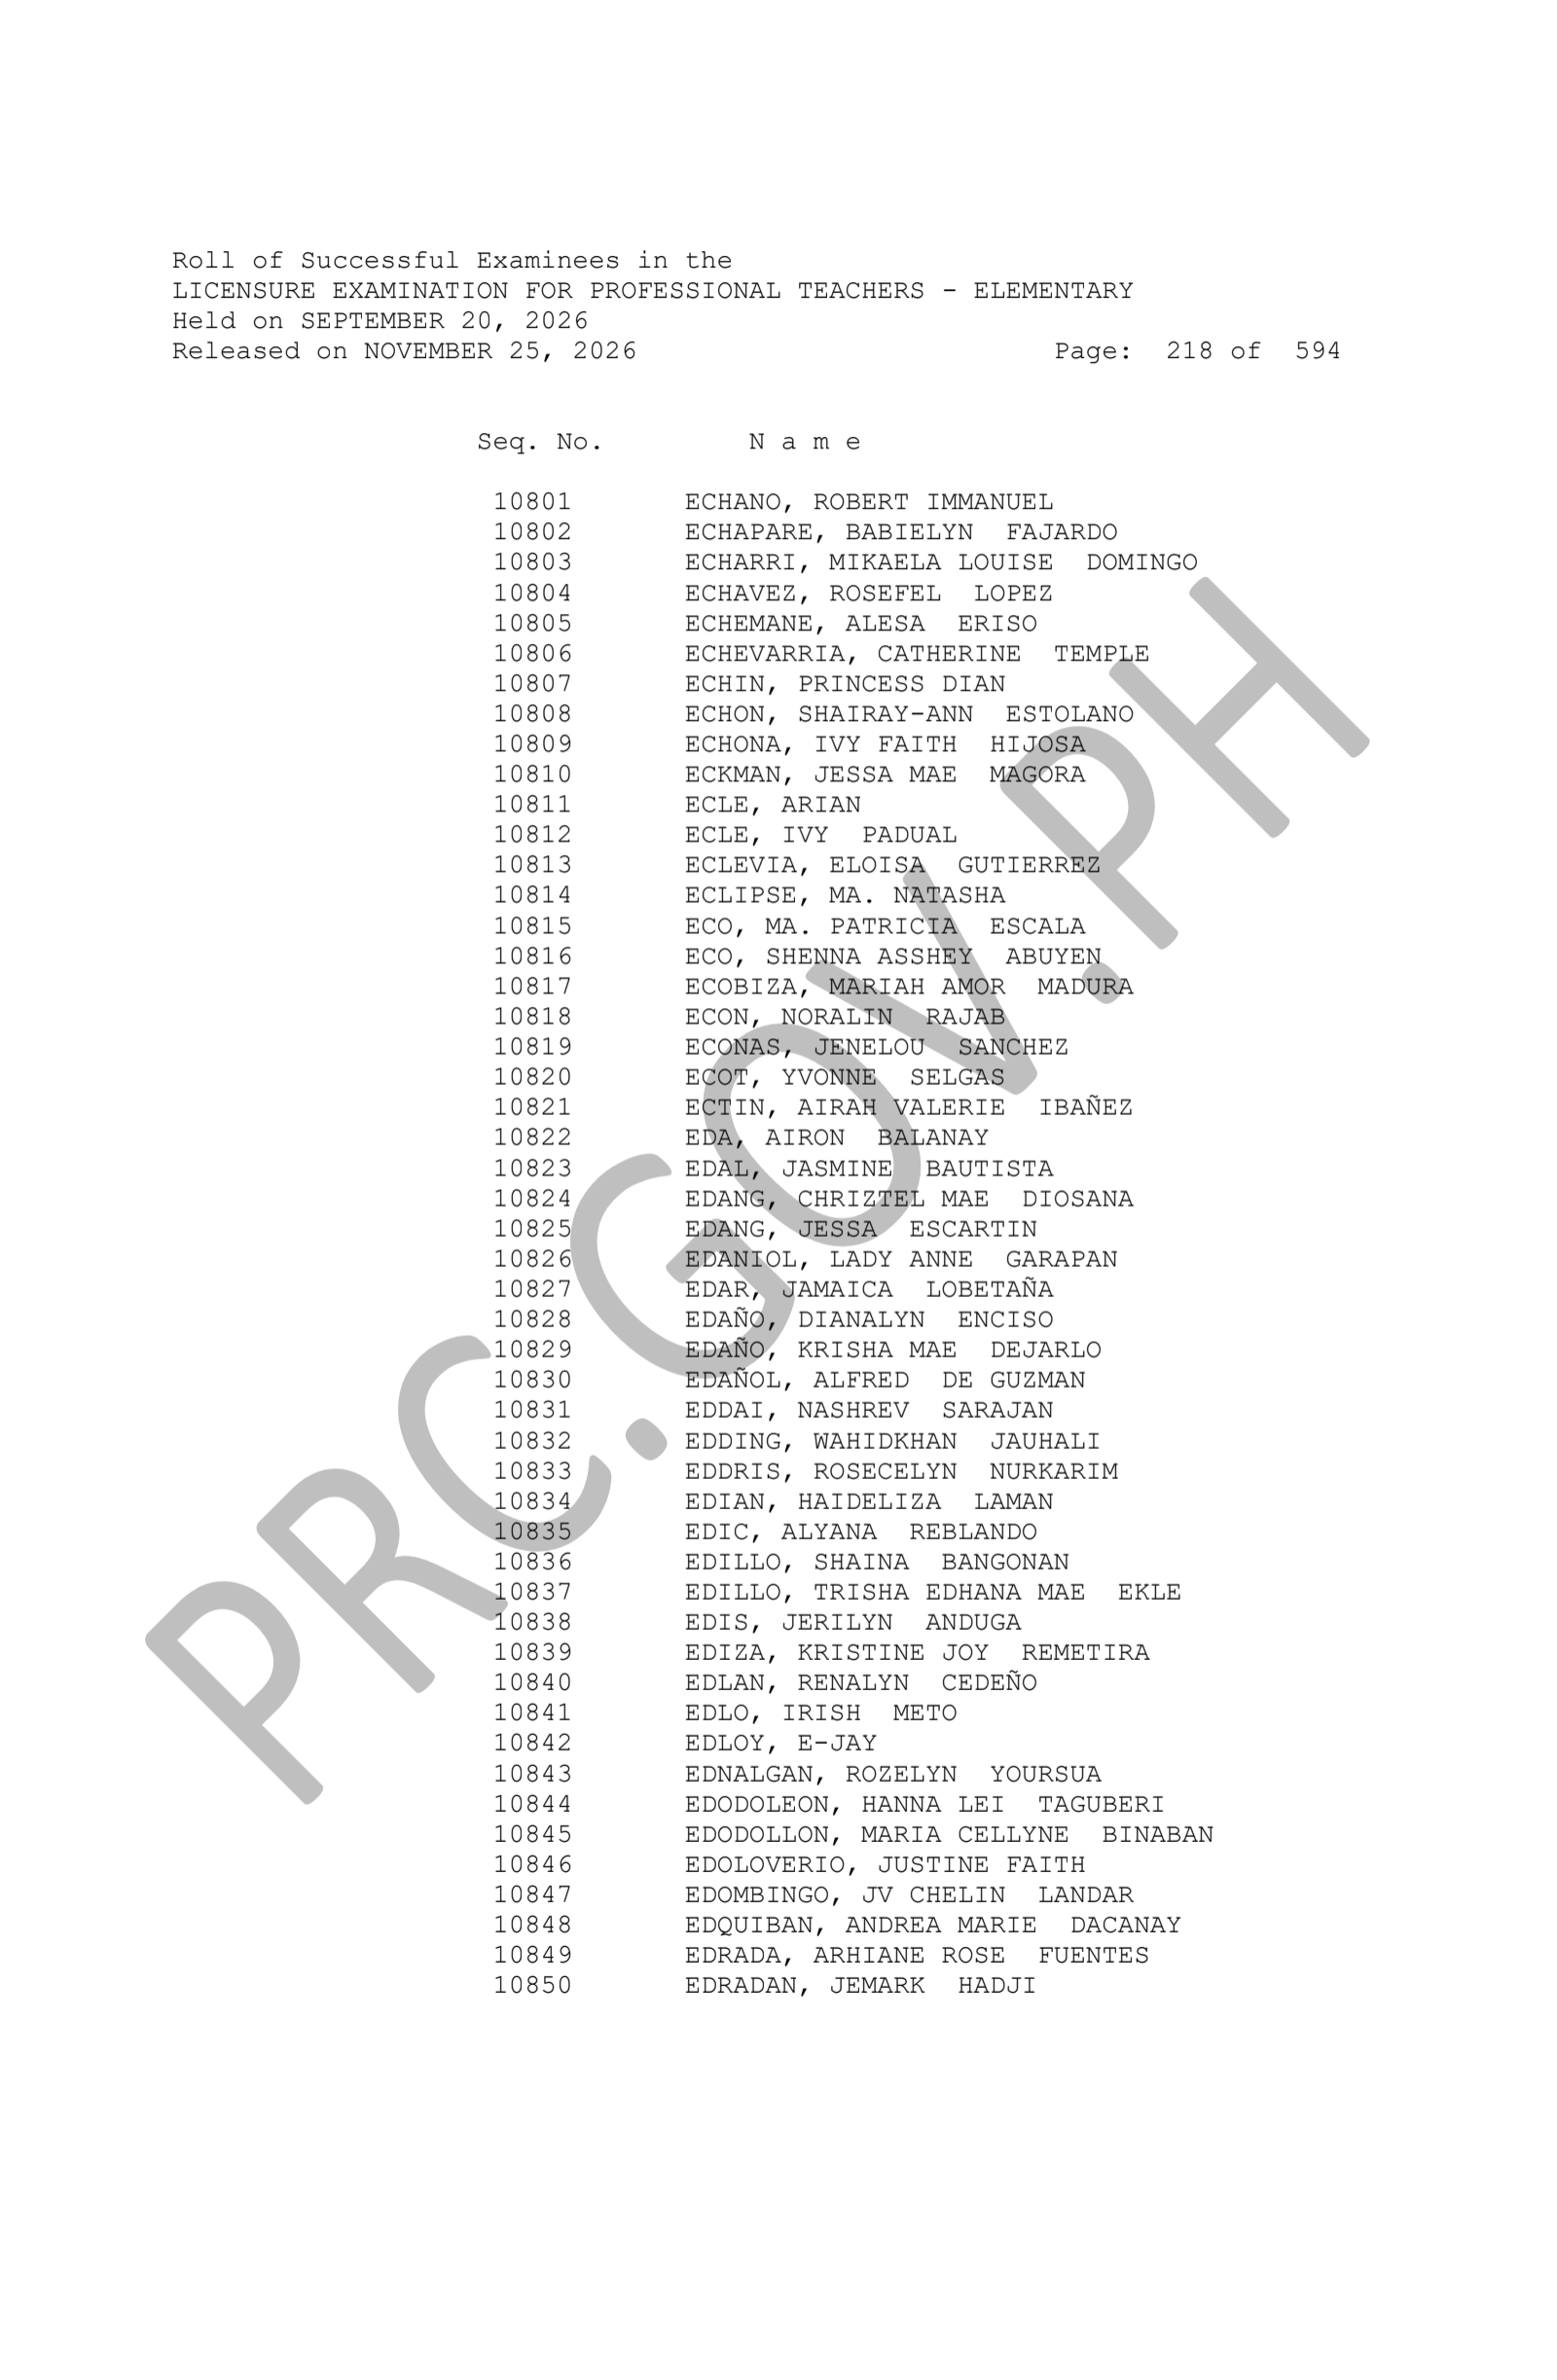 Roll of Successful Examinees in the
LICENSURE EXAMINATION FOR PROFESSIONAL TEACHERS - ELEMENTARY
Held on SEPTEMBER 20, 2026
Released on NOVEMBER 25, 2026 Page: 218 of 594
Seq. No. N a m e
10801 ECHANO, ROBERT IMMANUEL
10802 ECHAPARE, BABIELYN FAJARDO
10803 ECHARRI, MIKAELA LOUISE DOMINGO
10804 ECHAVEZ, ROSEFEL LOPEZ
10805 ECHEMANE, ALESA ERISO
10806 ECHEVARRIA, CATHERINE TEMPLE
10807 ECHIN, PRINCESS DIAN
10808 ECHON, SHAIRAY-ANN ESTOLANO
10809 ECHONA, IVY FAITH HIJOSA
10810 ECKMAN, JESSA MAE MAGORA
10811 ECLE, ARIAN
10812 ECLE, IVY PADUAL
10813 ECLEVIA, ELOISA GUTIERREZ
10814 ECLIPSE, MA. NATASHA
10815 ECO, MA. PATRICIA ESCALA
10816 ECO, SHENNA ASSHEY ABUYEN
10817 ECOBIZA, MARIAH AMOR MADURA
10818 ECON, NORALIN RAJAB
10819 ECONAS, JENELOU SANCHEZ
10820 ECOT, YVONNE SELGAS
10821 ECTIN, AIRAH VALERIE IBAÑEZ
10822 EDA, AIRON BALANAY
10823 EDAL, JASMINE BAUTISTA
10824 EDANG, CHRIZTEL MAE DIOSANA
10825 EDANG, JESSA ESCARTIN
10826 EDANIOL, LADY ANNE GARAPAN
10827 EDAR, JAMAICA LOBETAÑA
10828 EDAÑO, DIANALYN ENCISO
10829 EDAÑO, KRISHA MAE DEJARLO
10830 EDAÑOL, ALFRED DE GUZMAN
10831 EDDAI, NASHREV SARAJAN
10832 EDDING, WAHIDKHAN JAUHALI
10833 EDDRIS, ROSECELYN NURKARIM
10834 EDIAN, HAIDELIZA LAMAN
10835 EDIC, ALYANA REBLANDO
10836 EDILLO, SHAINA BANGONAN
10837 EDILLO, TRISHA EDHANA MAE EKLE
10838 EDIS, JERILYN ANDUGA
10839 EDIZA, KRISTINE JOY REMETIRA
10840 EDLAN, RENALYN CEDEÑO
10841 EDLO, IRISH METO
10842 EDLOY, E-JAY
10843 EDNALGAN, ROZELYN YOURSUA
10844 EDODOLEON, HANNA LEI TAGUBERI
10845 EDODOLLON, MARIA CELLYNE BINABAN
10846 EDOLOVERIO, JUSTINE FAITH
10847 EDOMBINGO, JV CHELIN LANDAR
10848 EDQUIBAN, ANDREA MARIE DACANAY
10849 EDRADA, ARHIANE ROSE FUENTES
10850 EDRADAN, JEMARK HADJI
PRC.GOV.PH